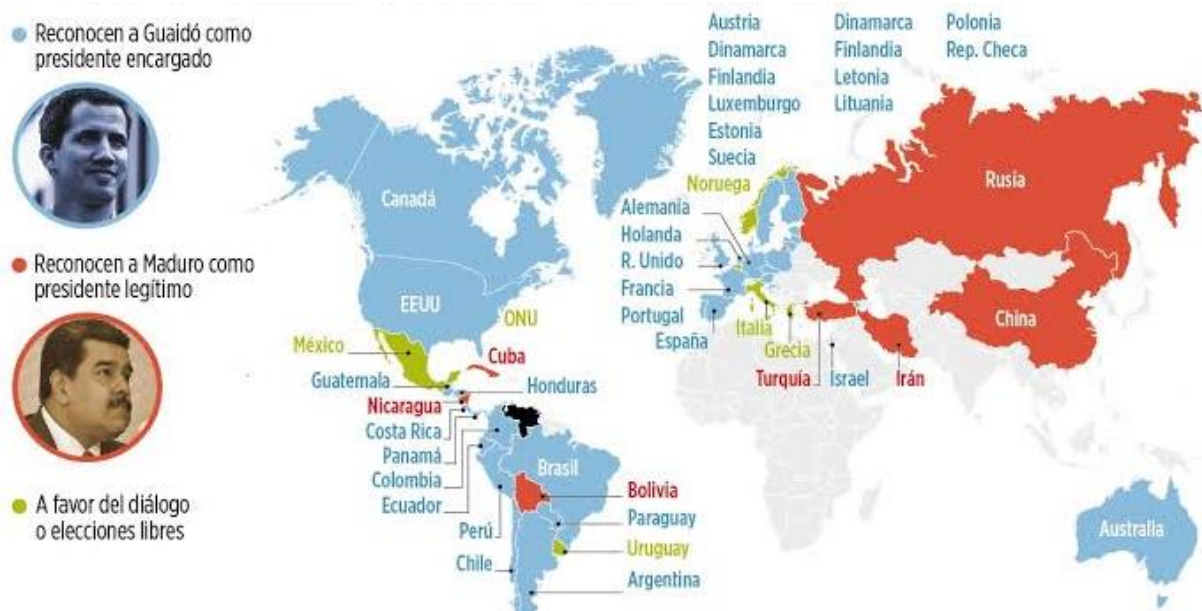 Reconocen a Guaidó como
presidente encargado
Reconocen a Maduro como
presidente legítimo
A favor del diálogo
o elecciones libres
Canadá
EEUU
ONU
México
Cuba
Guatemala
Honduras
Nicaragua
Costa Rica
Panamá
Colombia
Ecuador
Brasil
Perú
Bolivia
Paraguay
Chile
Uruguay
Argentina
Austria
Dinamarca
Finlandia
Luxemburgo
Estonia
Suecia
Dinamarca
Finlandia
Letonia
Lituania
Polonia
Rep. Checa
Noruega
Alemania
Holanda
R. Unido
Francia
Portugal
España
Italia
Grecia
Turquía
Israel
Irán
Rusia
China
Australia